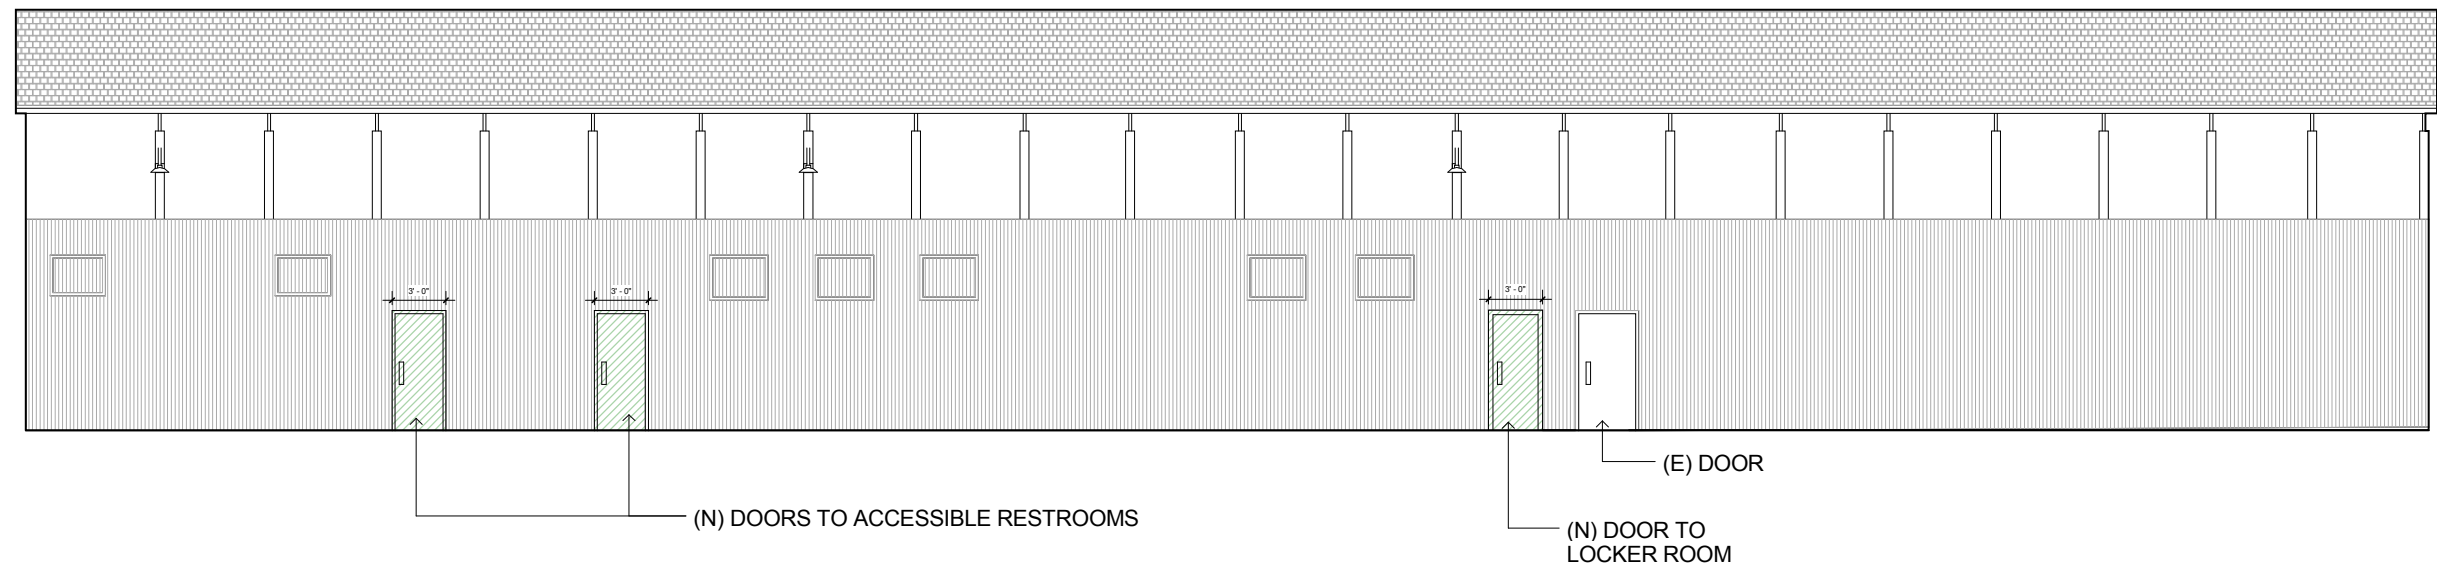 3' - 0"
3' - 0"
3' - 0"
(E) DOOR
(N) DOORS TO ACCESSIBLE RESTROOMS
(N) DOOR TO
LOCKER ROOM